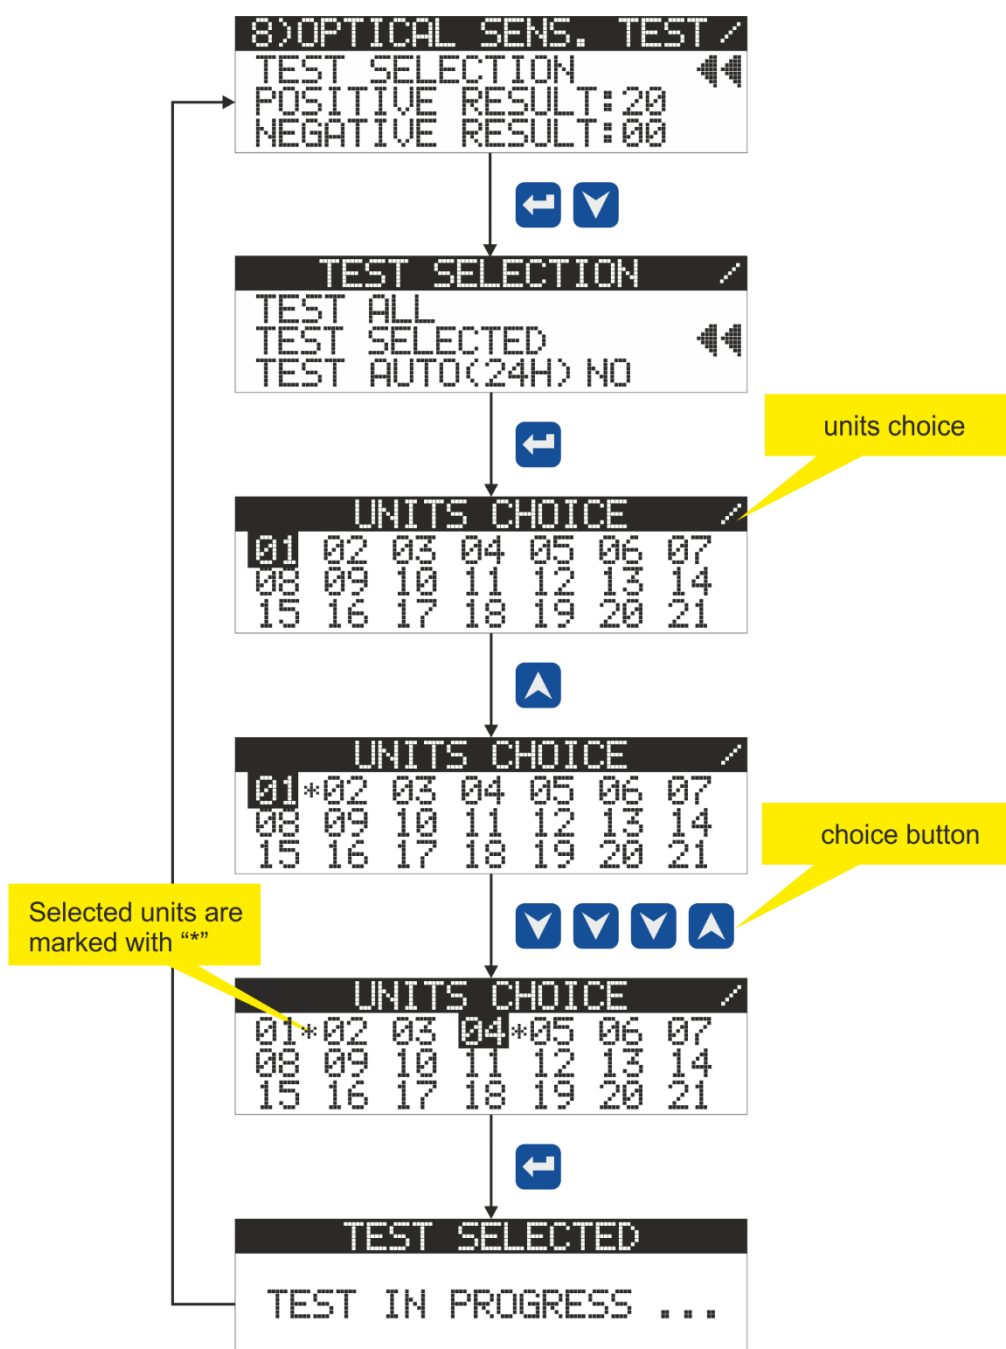 8)OPTICAL SENS. TEST /
TEST SELECTION
POSITIVE RESULT:20
NEGATIVE RESULT:00
TEST SELECTION /
TEST ALL
TEST SELECTED
TEST AUTO(24H) NO
units choice
UNITS CHOICE /
01 02 03 04 05 06 07
08 09 10 11 12 13 14
15 16 17 18 19 20 21
UNITS CHOICE /
01*02 03 04 05 06 07
08 09 10 11 12 13 14
15 16 17 18 19 20 21
choice button
Selected units are
marked with “*”
UNITS CHOICE /
01*02 03 04*05 06 07
08 09 10 11 12 13 14
15 16 17 18 19 20 21
TEST SELECTED
TEST IN PROGRESS ...